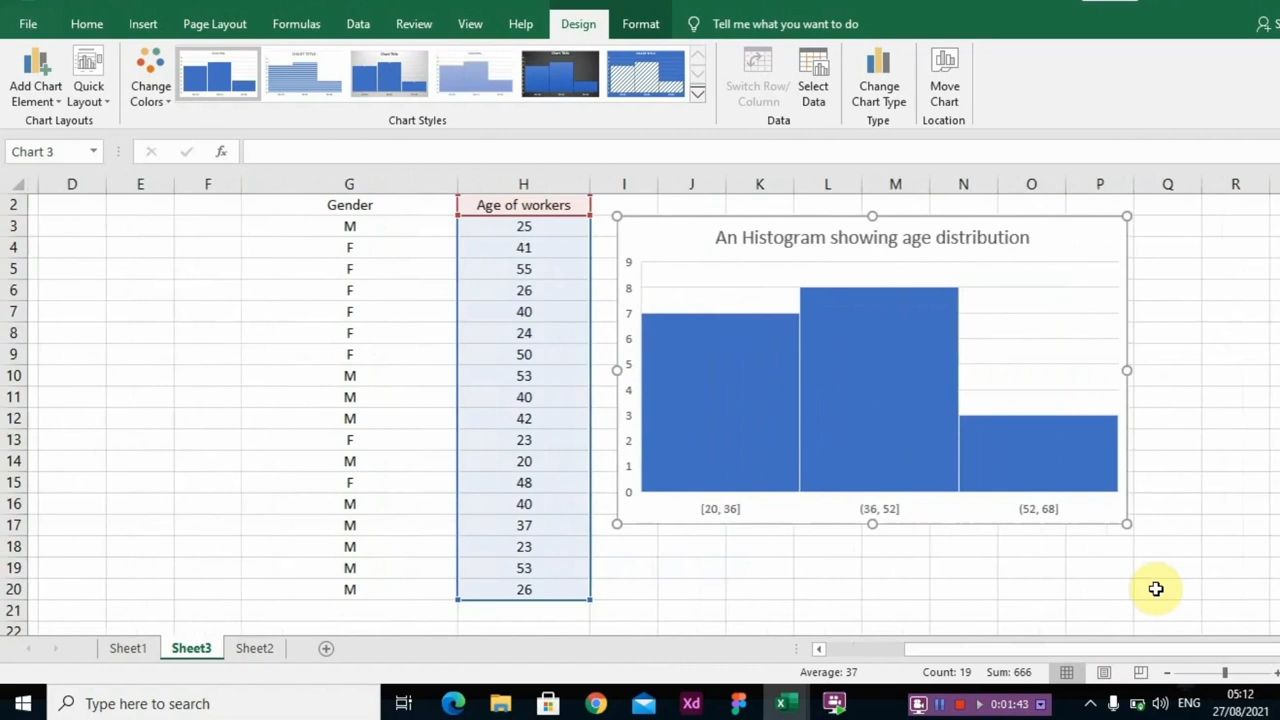 File Home Insert Page Layout Formulas Data Review View Help Design Format Tell me what you want to do
Add Chart Element Quick Layout Change Colors Switch Row/ Column Select Data Change Chart Type Move Chart
Chart Layouts Chart Styles Data Type Location
Chart 3 fx
D E F G H I J K L M N O P Q R
2 Gender Age of workers
3 M 25
4 F 41
5 F 55
6 F 26
7 F 40
8 F 24
9 F 50
10 M 53
11 M 40
12 M 42
13 F 23
14 M 20
15 F 48
16 M 40
17 M 37
18 M 23
19 M 53
20 M 26
21
22
An Histogram showing age distribution
9
8
7
6
5
4
3
2
1
0
[20, 36] (36, 52] (52, 68]
Sheet1 Sheet3 Sheet2
Average: 37 Count: 19 Sum: 666
Type here to search Xd 0:01:43 ENG 05:12
27/08/2021